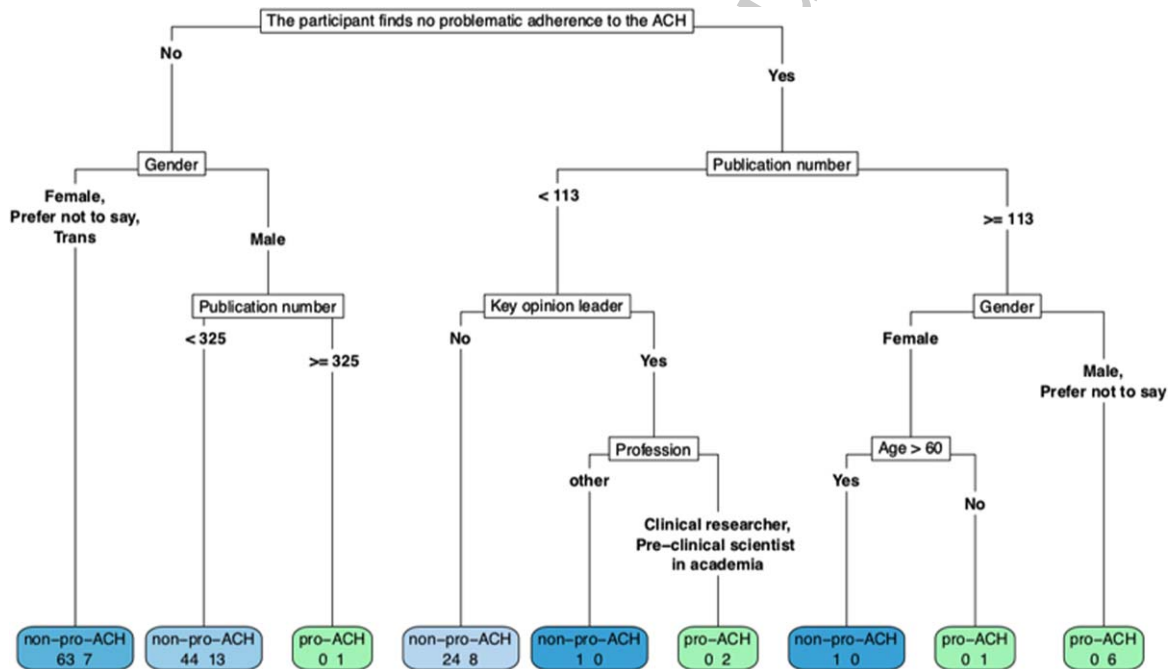 The participant finds no problematic adherence to the ACH
No
Yes
Gender
Publication number
Female,
Prefer not to say,
Trans
Male
< 113
>= 113
Publication number
Key opinion leader
Gender
< 325
>= 325
No
Yes
Female
Male,
Prefer not to say
Profession
Age > 60
other
Clinical researcher,
Pre–clinical scientist
in academia
Yes
No
non–pro–ACH
63 7
non–pro–ACH
44 13
pro–ACH
0 1
non–pro–ACH
24 8
non–pro–ACH
1 0
pro–ACH
0 2
non–pro–ACH
1 0
pro–ACH
0 1
pro–ACH
0 6